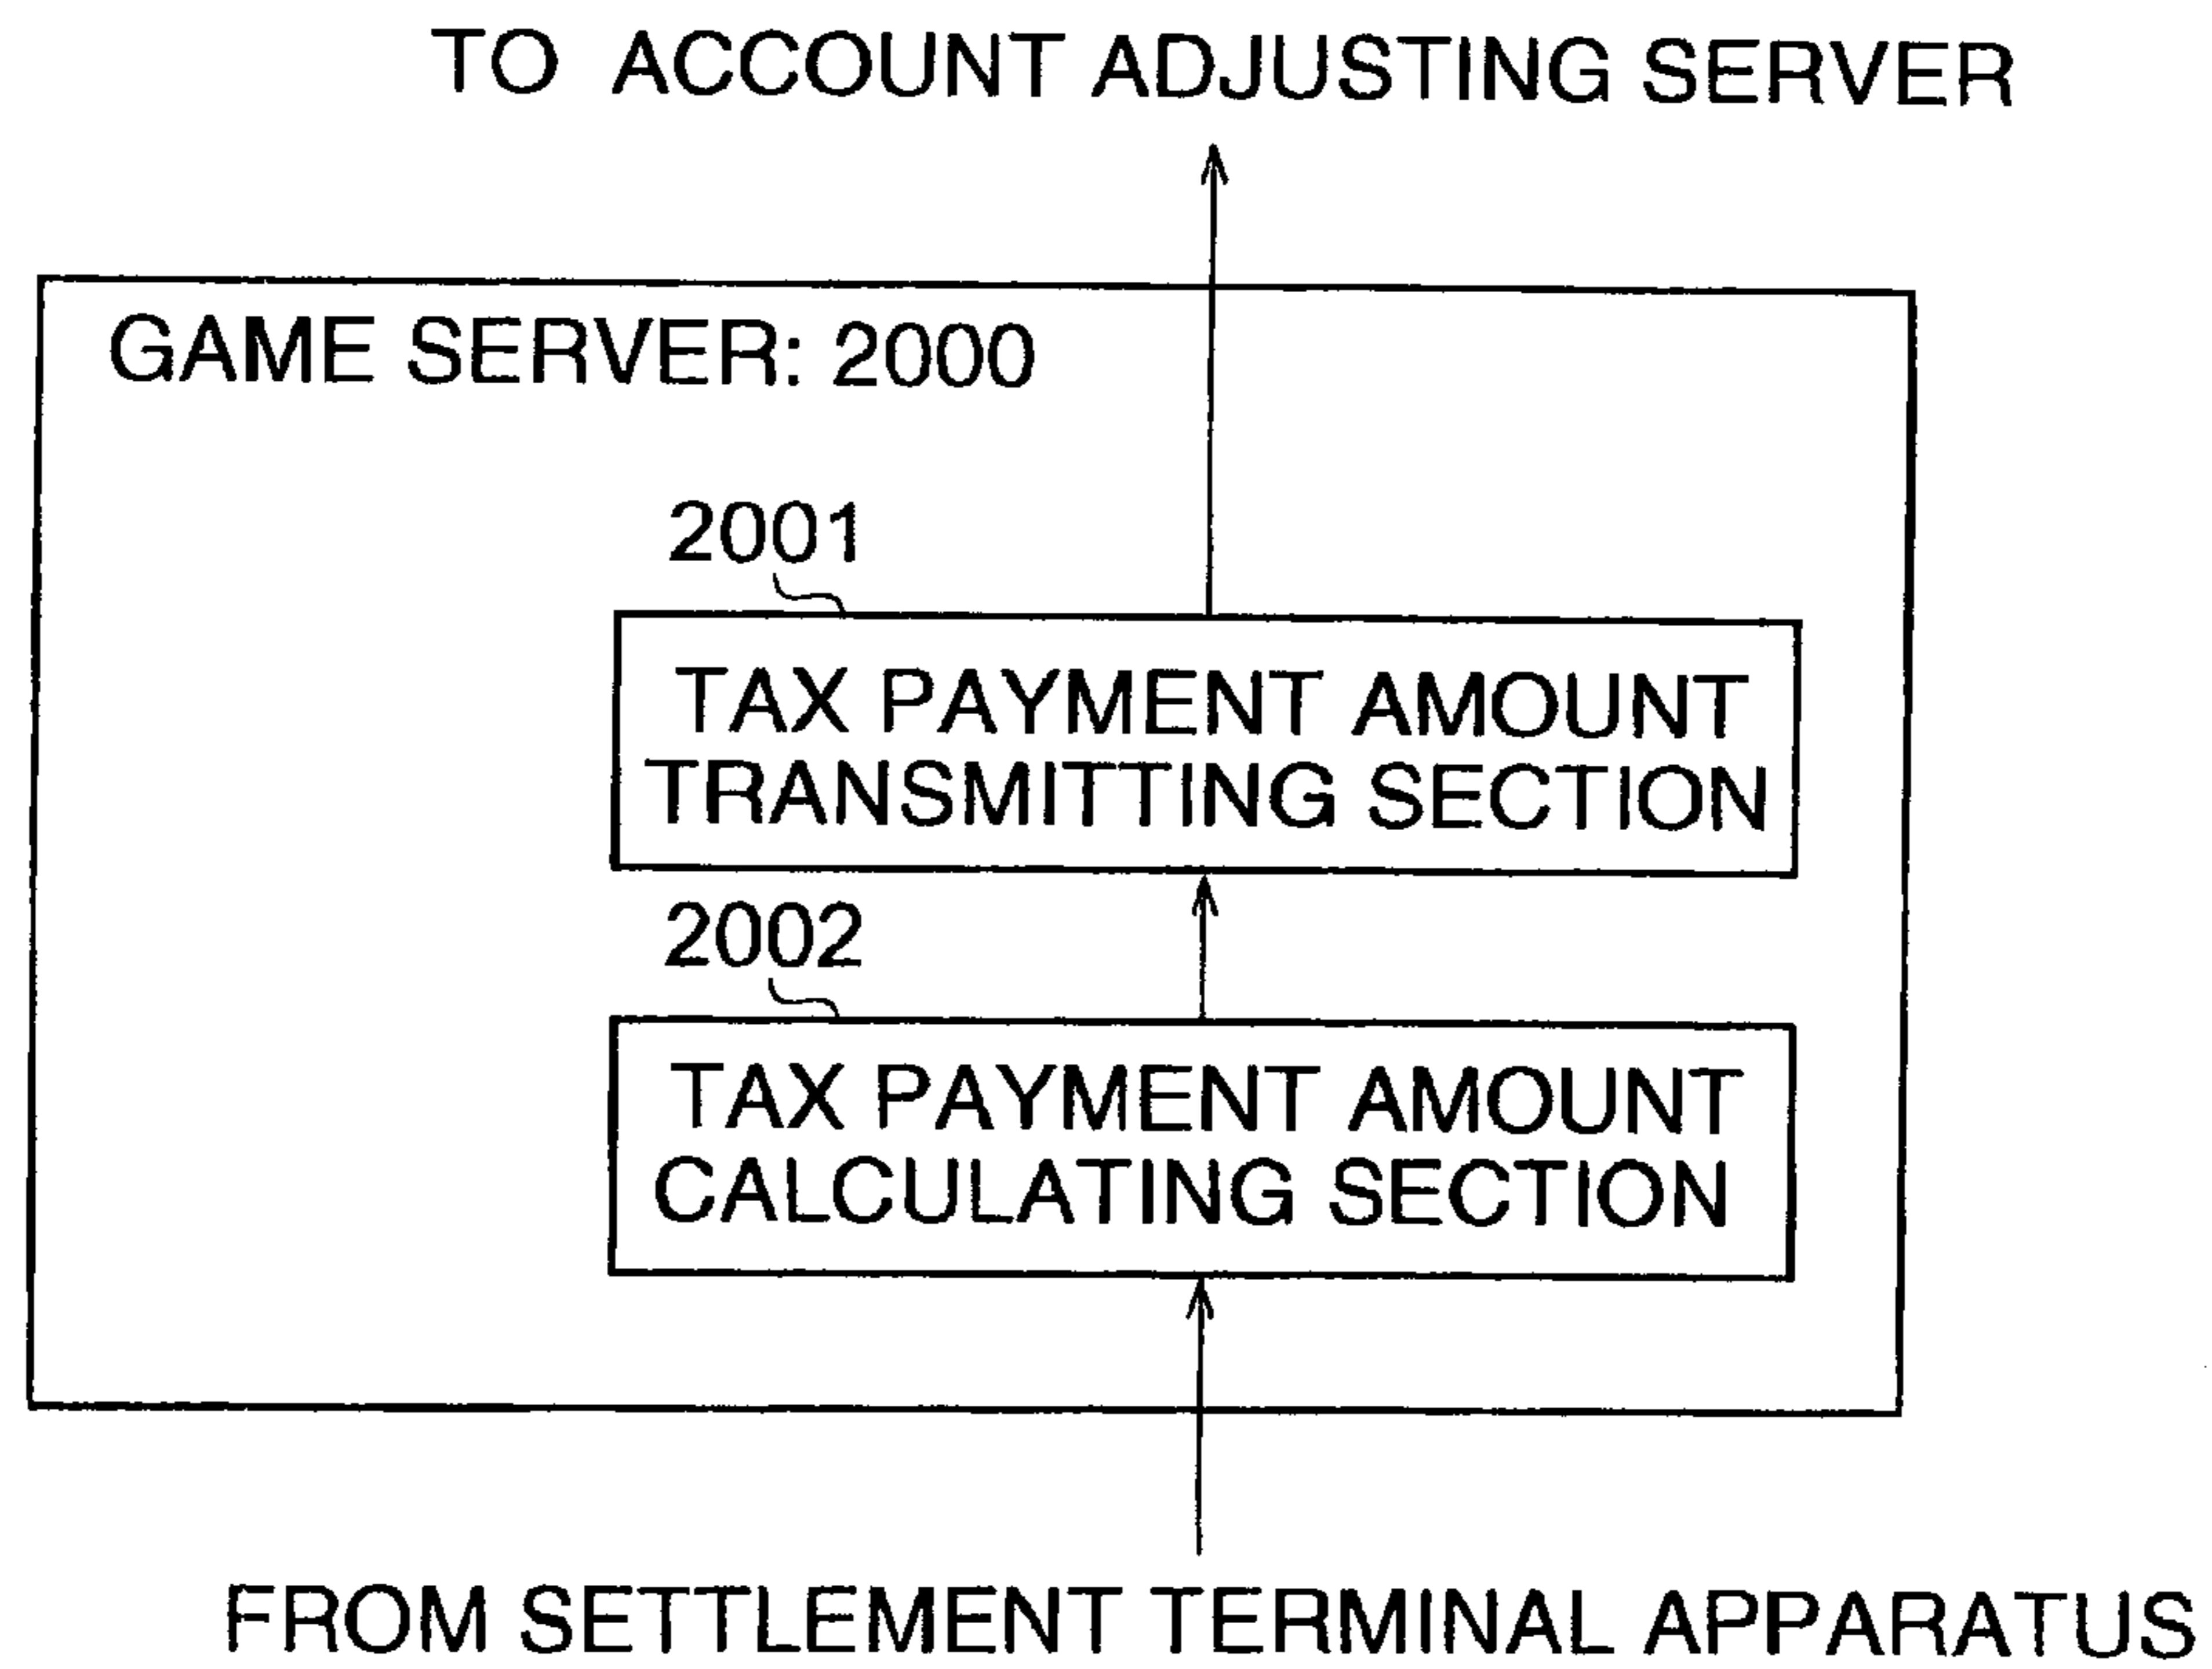 TO ACCOUNT ADJUSTING SERVER
GAME SERVER: 2000
2001
TAX PAYMENT AMOUNT
TRANSMITTING SECTION
2002
TAX PAYMENT AMOUNT
CALCULATING SECTION
FROM SETTLEMENT TERMINAL APPARATUS